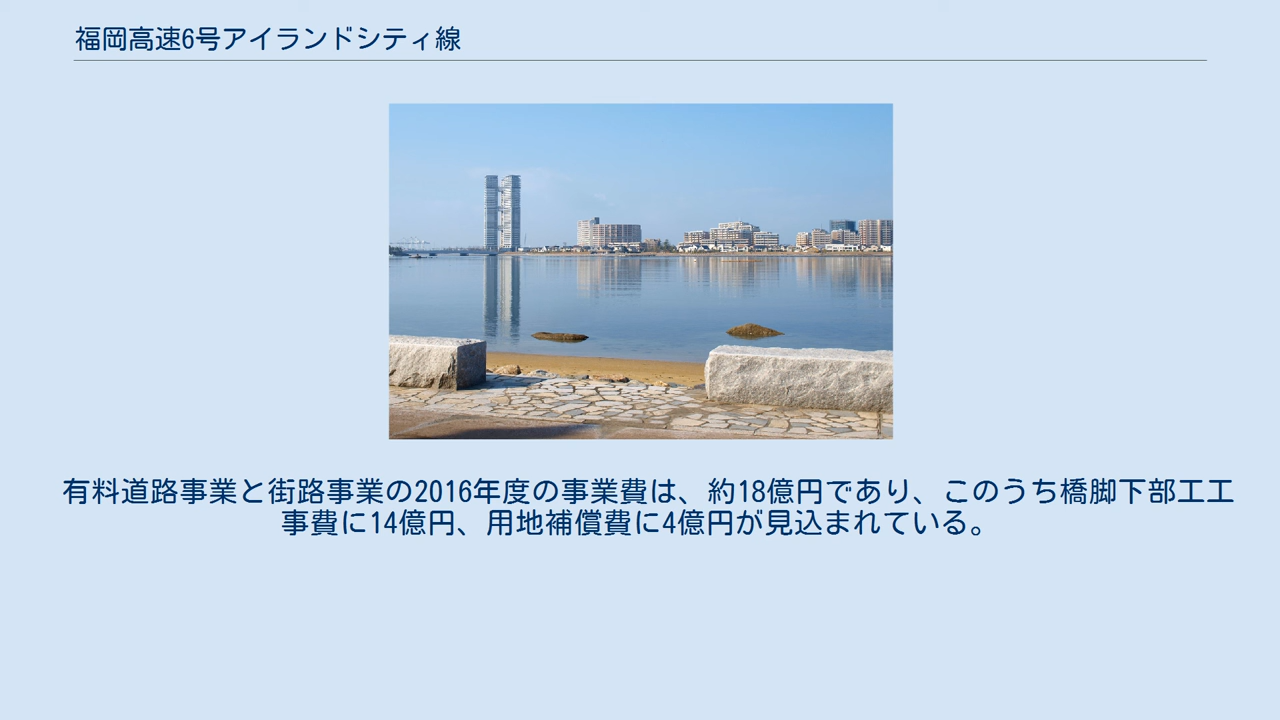 福岡高速6号アイランドシティ線
有料道路事業と街路事業の2016年度の事業費は、約18億円であり、このうち橋脚下部工工
事費に14億円、用地補償費に4億円が見込まれている。